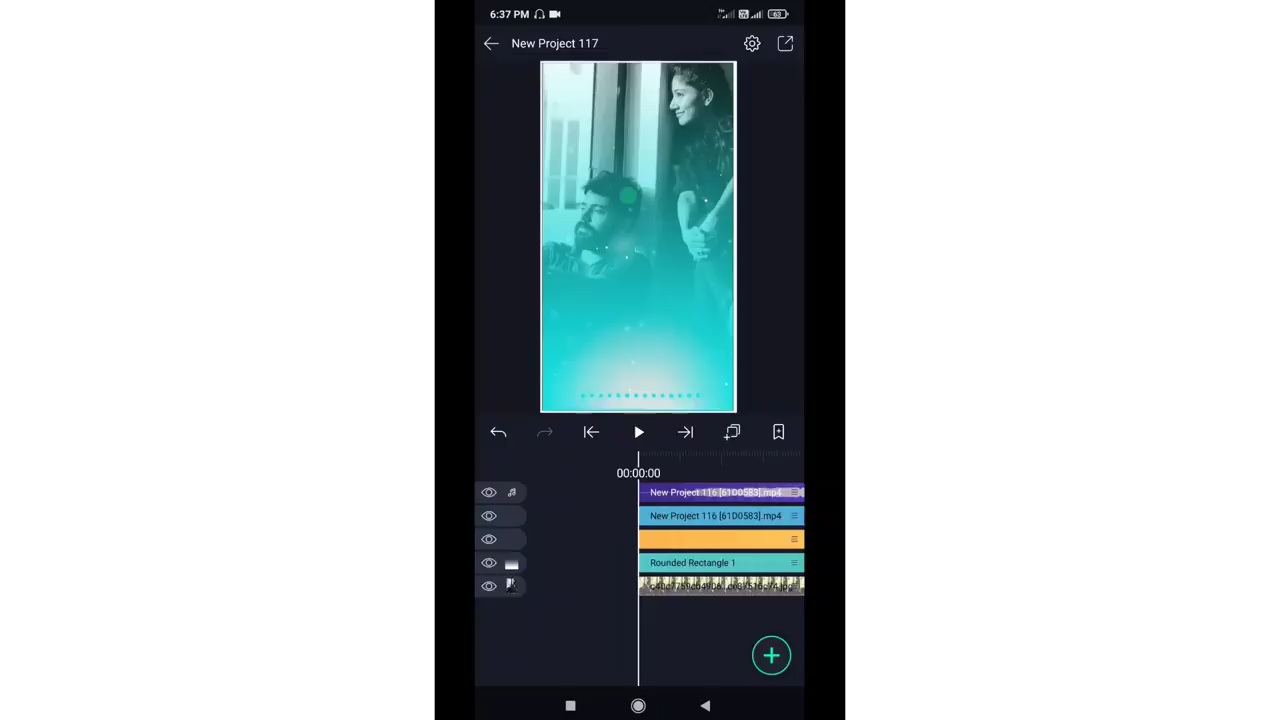 6:37 PM
63
New Project 117
00:00:00
New Project 116 [61D0583].mp4
New Project 116 [61D0583].mp4
Rounded Rectangle 1